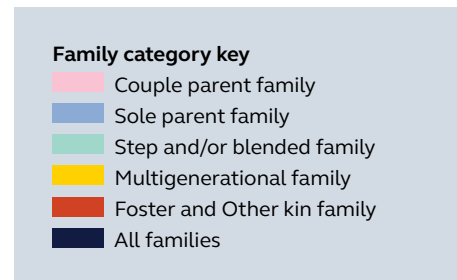 Family category key
Couple parent family
Sole parent family
Step and/or blended family
Multigenerational family
Foster and Other kin family
All families